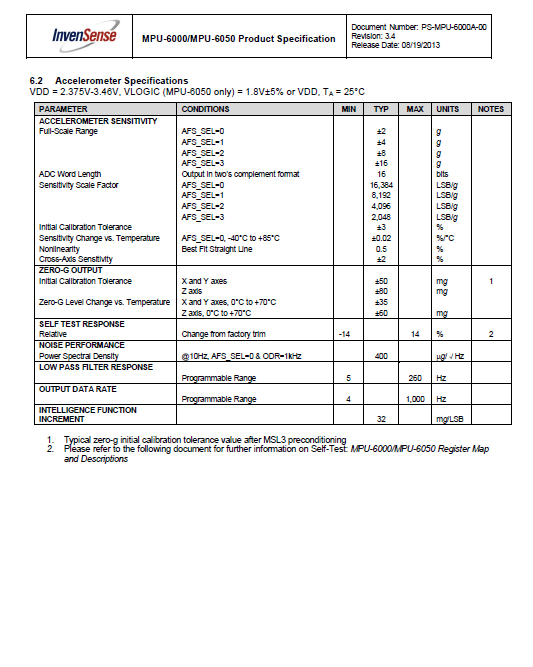 InvenSense
MPU-6000/MPU-6050 Product Specification
Document Number: PS-MPU-6000A-00
Revision: 3.4
Release Date: 08/19/2013
6.2 Accelerometer Specifications
VDD = 2.375V-3.46V, VLOGIC (MPU-6050 only) = 1.8V±5% or VDD, TA = 25°C
PARAMETER CONDITIONS MIN TYP MAX UNITS NOTES
ACCELEROMETER SENSITIVITY
Full-Scale Range AFS_SEL=0 ±2 g
AFS_SEL=1 ±4 g
AFS_SEL=2 ±8 g
AFS_SEL=3 ±16 g
ADC Word Length Output in two's complement format 16 bits
Sensitivity Scale Factor AFS_SEL=0 16,384 LSB/g
AFS_SEL=1 8,192 LSB/g
AFS_SEL=2 4,096 LSB/g
AFS_SEL=3 2,048 LSB/g
Initial Calibration Tolerance ±3 %
Sensitivity Change vs. Temperature AFS_SEL=0, -40°C to +85°C ±0.02 %/°C
Nonlinearity Best Fit Straight Line 0.5 %
Cross-Axis Sensitivity ±2 %
ZERO-G OUTPUT
Initial Calibration Tolerance X and Y axes ±50 mg 1
Z axis ±80 mg
Zero-G Level Change vs. Temperature X and Y axes, 0°C to +70°C ±35
Z axis, 0°C to +70°C ±60 mg
SELF TEST RESPONSE
Relative Change from factory trim -14 14 % 2
NOISE PERFORMANCE
Power Spectral Density @10Hz, AFS_SEL=0 & ODR=1kHz 400 µg/√Hz
LOW PASS FILTER RESPONSE
Programmable Range 5 260 Hz
OUTPUT DATA RATE
Programmable Range 4 1,000 Hz
INTELLIGENCE FUNCTION
INCREMENT 32 mg/LSB
1. Typical zero-g initial calibration tolerance value after MSL3 preconditioning
2. Please refer to the following document for further information on Self-Test: MPU-6000/MPU-6050 Register Map
and Descriptions